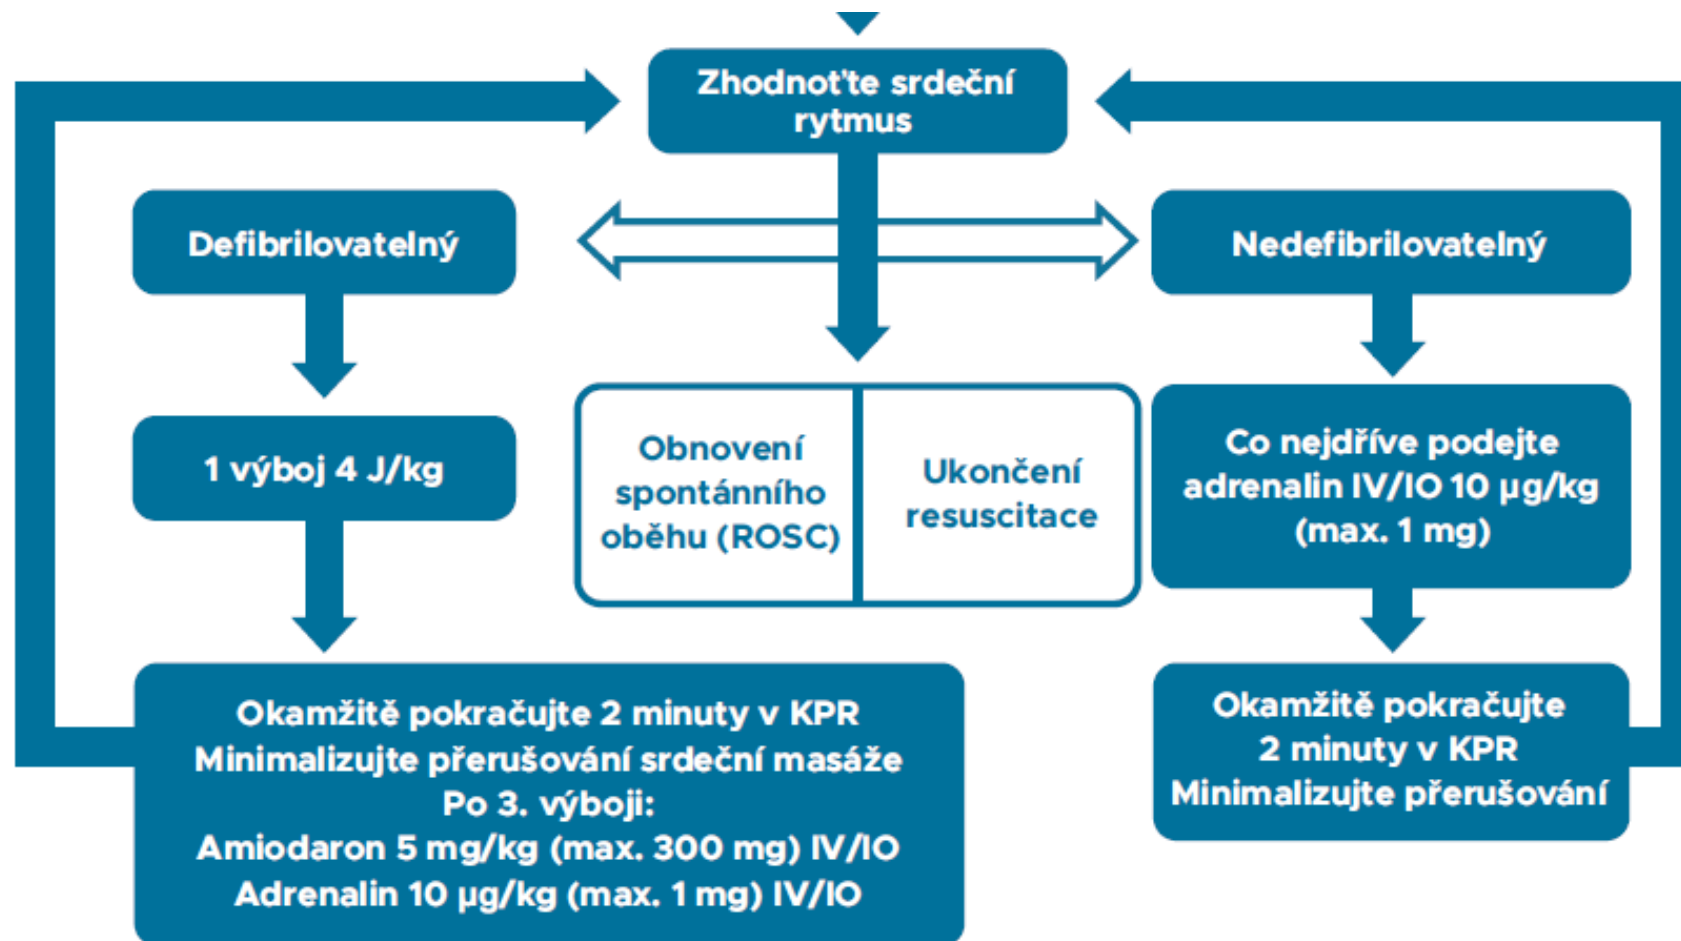 Zhodnoťte srdeční
rytmus
Defibrilovatelný
Nedefibrilovatelný
1 výboj 4 J/kg
Obnovení
spontánního
oběhu (ROSC)
Ukončení
resuscitace
Co nejdříve podejte
adrenalin IV/IO 10 µg/kg
(max. 1 mg)
Okamžitě pokračujte 2 minuty v KPR
Minimalizujte přerušování srdeční masáže
Po 3. výboji:
Amiodaron 5 mg/kg (max. 300 mg) IV/IO
Adrenalin 10 µg/kg (max. 1 mg) IV/IO
Okamžitě pokračujte
2 minuty v KPR
Minimalizujte přerušování